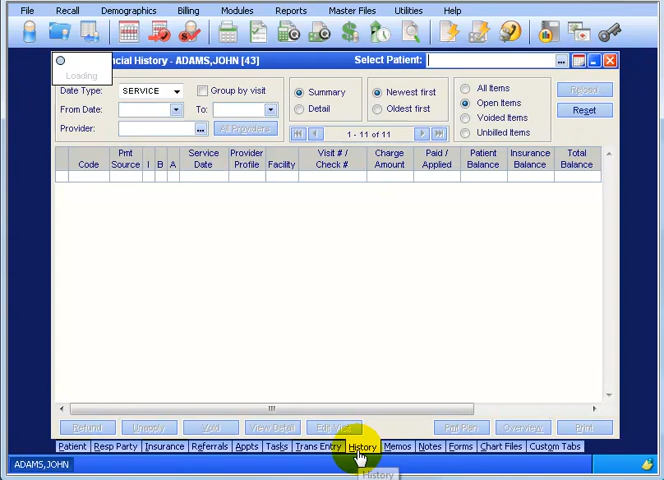 File Recall Demographics Billing Modules Reports Master Files Utilities Help
ncial History - ADAMS,JOHN [43] Select Patient: ...
Loading
Date Type: SERVICE Group by visit Summary Newest first All Items Reload
From Date: To: Detail Oldest first Open Items Reset
Provider: ... All Providers 1 - 11 of 11 Voided Items
Unbilled Items
Code Pmt Source I B A Service Date Provider Profile Facility Visit # / Check # Charge Amount Paid / Applied Patient Balance Insurance Balance Total Balance
Refund Unapply Void View Detail Edit Visit Pmt Plan Overview Print
Patient Resp Party Insurance Referrals Appts Tasks Trans Entry History Memos Notes Forms Chart Files Custom Tabs
ADAMS,JOHN
History